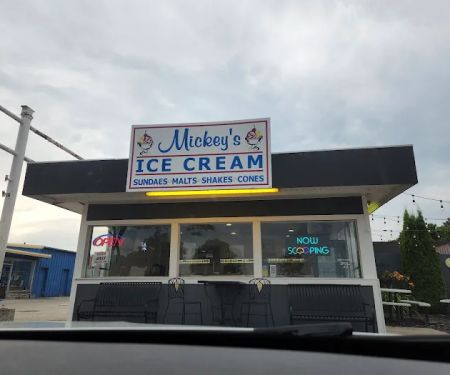 Mickey's
ICE CREAM
SUNDAES MALTS SHAKES CONES
OPEN
NOW
SCOOPING